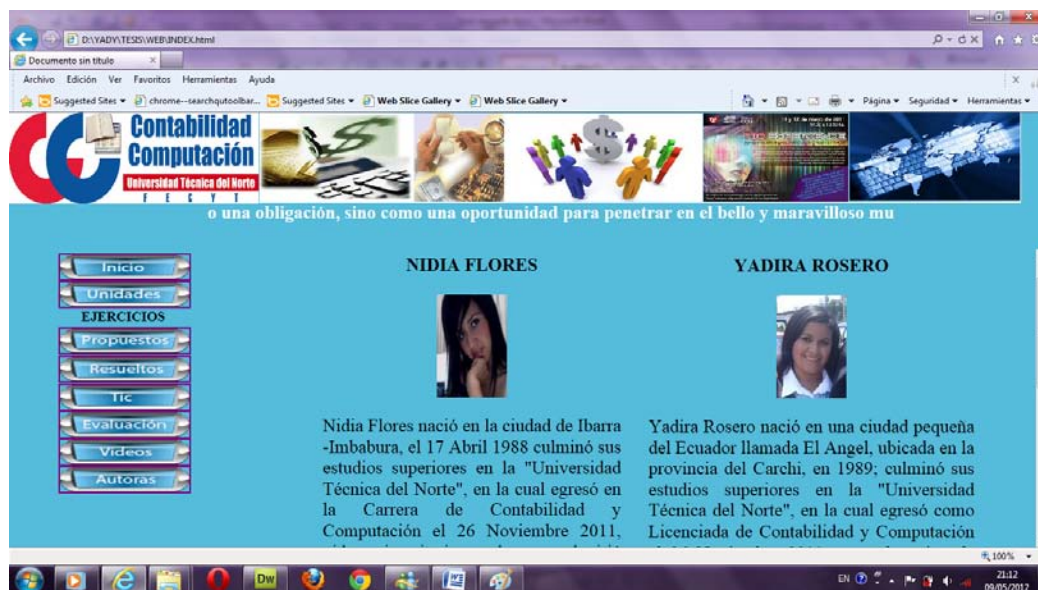 D:\YADY\TESIS\WEB\INDEX.html
Documento sin título
Archivo Edición Ver Favoritos Herramientas Ayuda
Suggested Sites chrome--searchqutoolbar... Suggested Sites Web Slice Gallery Web Slice Gallery Página Seguridad Herramientas
Contabilidad
Computación
Universidad Técnica del Norte
F E C Y T
o una obligación, sino como una oportunidad para penetrar en el bello y maravilloso mu
Inicio
Unidades
EJERCICIOS
Propuestos
Resueltos
Tic
Evaluación
Videos
Autoras
NIDIA FLORES
Nidia Flores nació en la ciudad de Ibarra
-Imbabura, el 17 Abril 1988 culminó sus
estudios superiores en la "Universidad
Técnica del Norte", en la cual egresó en
la Carrera de Contabilidad y
Computación el 26 Noviembre 2011,
YADIRA ROSERO
Yadira Rosero nació en una ciudad pequeña
del Ecuador llamada El Angel, ubicada en la
provincia del Carchi, en 1989; culminó sus
estudios superiores en la "Universidad
Técnica del Norte", en la cual egresó como
Licenciada de Contabilidad y Computación
100%
Dw
EN
21:12
09/05/2012